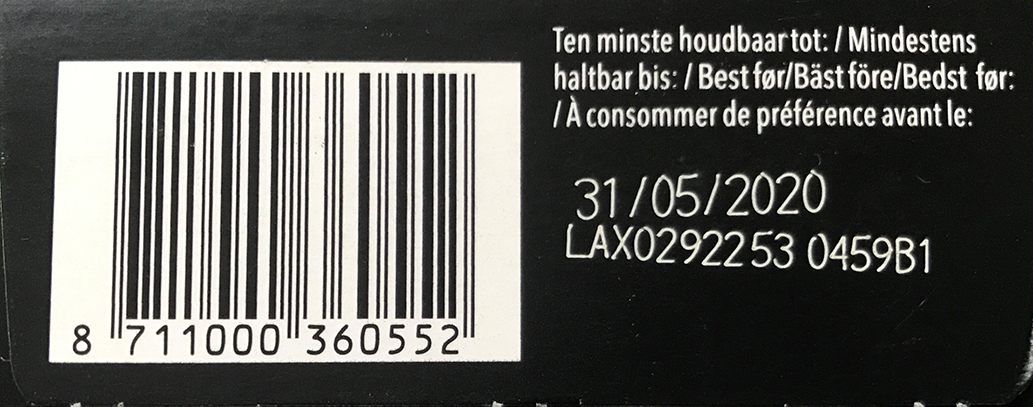 Ten minste houdbaar tot: / Mindestens
haltbar bis: / Best før/Bäst före/Bedst før:
/ À consommer de préférence avant le:
31/05/2020
LAX0292253 0459B1
8 711000 360552